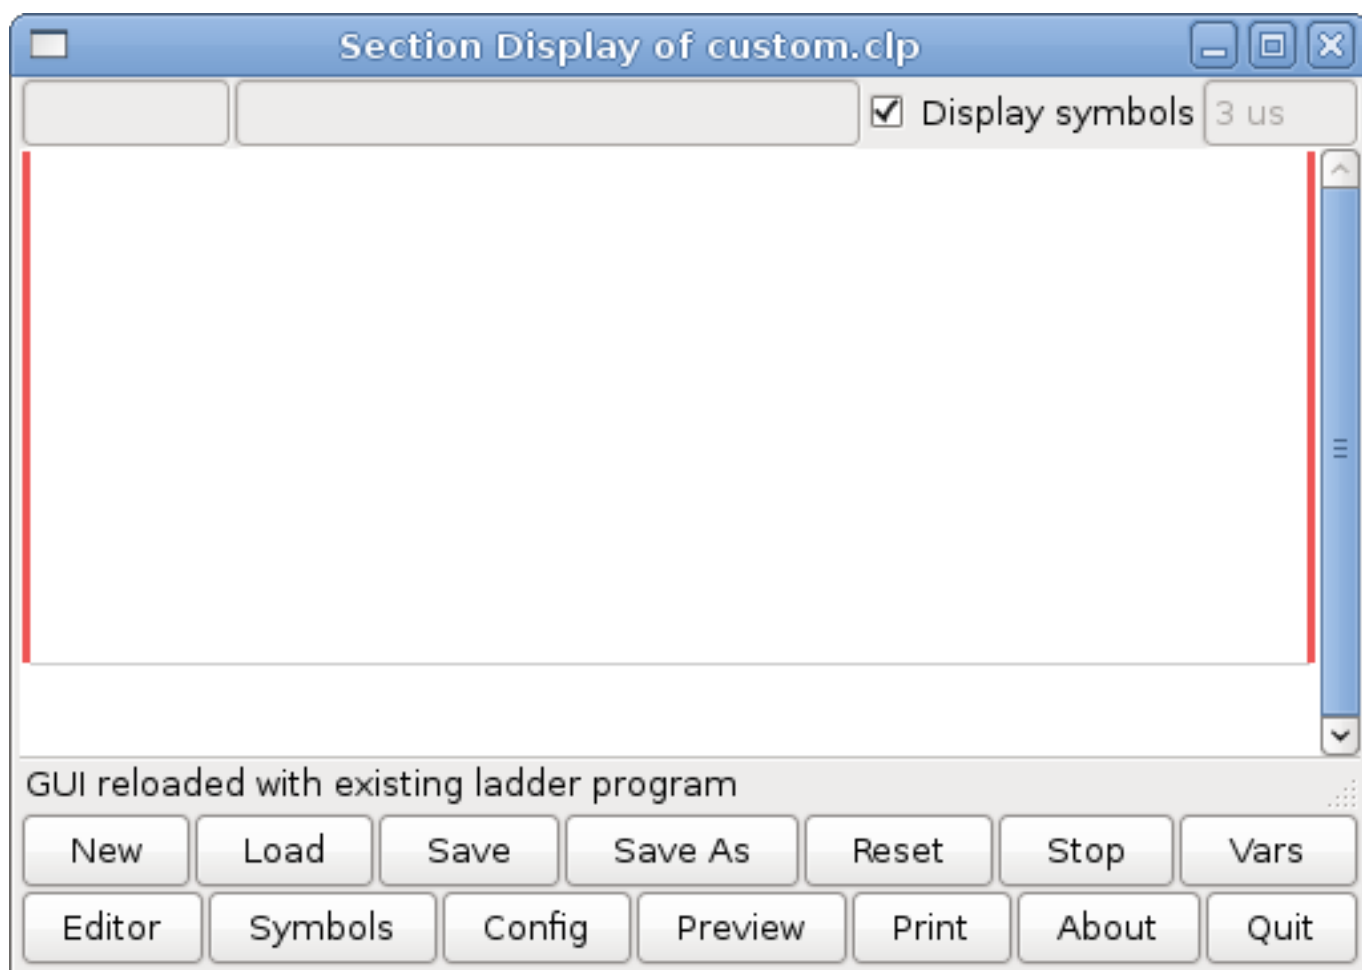 Section Display of custom.clp
Display symbols 3 us
GUI reloaded with existing ladder program
New Load Save Save As Reset Stop Vars
Editor Symbols Config Preview Print About Quit